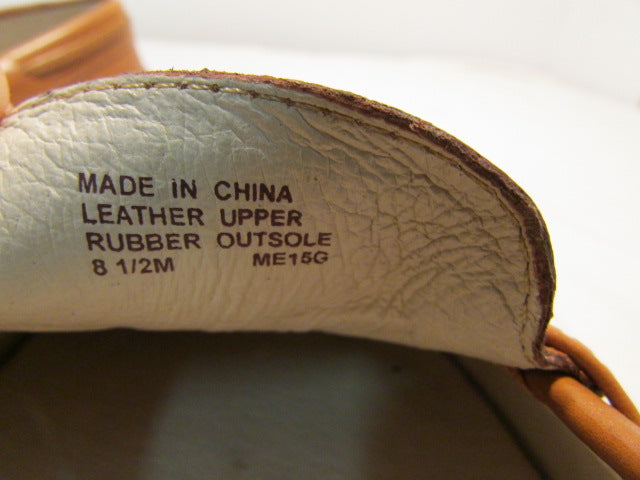 MADE iN CHINA
LEATHER UPPER
RUBBER OUTSOLE
8 1/2M ME15G